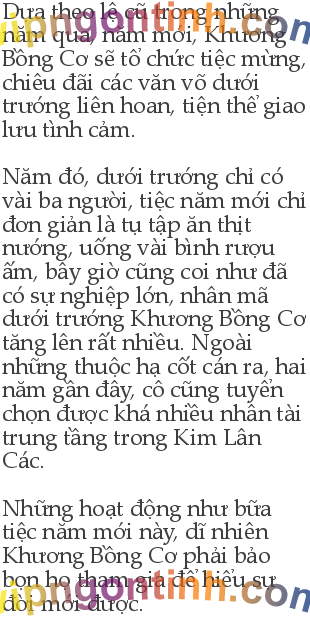 Dựa theo lệ cũ trong những
năm qua, năm mới, Khương
Bồng Cơ sẽ tổ chức tiệc mừng,
chiêu đãi các văn võ dưới
trướng liên hoan, tiện thể giao
lưu tình cảm.
Năm đó, dưới trướng chỉ có
vài ba người, tiệc năm mới chỉ
đơn giản là tụ tập ăn thịt
nướng, uống vài bình rượu
ấm, bây giờ cũng coi như đã
có sự nghiệp lớn, nhân mã
dưới trướng Khương Bồng Cơ
tăng lên rất nhiều. Ngoài
những thuộc hạ cốt cán ra, hai
năm gần đây, cô cũng tuyển
chọn được khá nhiều nhân tài
trung tầng trong Kim Lân
Các.
Những hoạt động như bữa
tiệc năm mới này, dĩ nhiên
Khương Bồng Cơ phải bảo
bọn họ tham gia để hiểu sự
đời mới được.
vipngontinh.com
vipngontinh.com